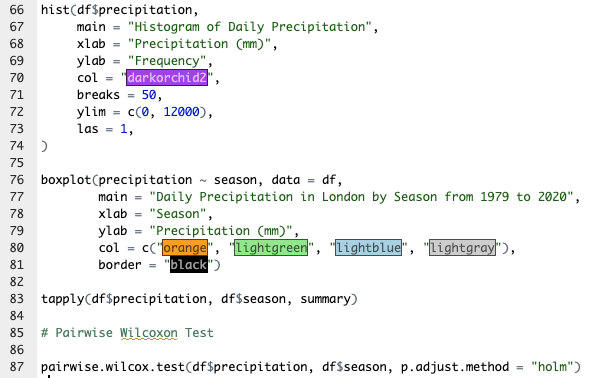 66 hist(df$precipitation,
67      main = "Histogram of Daily Precipitation",
68      xlab = "Precipitation (mm)",
69      ylab = "Frequency",
70      col = "darkorchid2",
71      breaks = 50,
72      ylim = c(0, 12000),
73      las = 1,
74 )
75
76 boxplot(precipitation ~ season, data = df,
77         main = "Daily Precipitation in London by Season from 1979 to 2020",
78         xlab = "Season",
79         ylab = "Precipitation (mm)",
80         col = c("orange", "lightgreen", "lightblue", "lightgray"),
81         border = "black")
82
83 tapply(df$precipitation, df$season, summary)
84
85 # Pairwise Wilcoxon Test
86
87 pairwise.wilcox.test(df$precipitation, df$season, p.adjust.method = "holm")